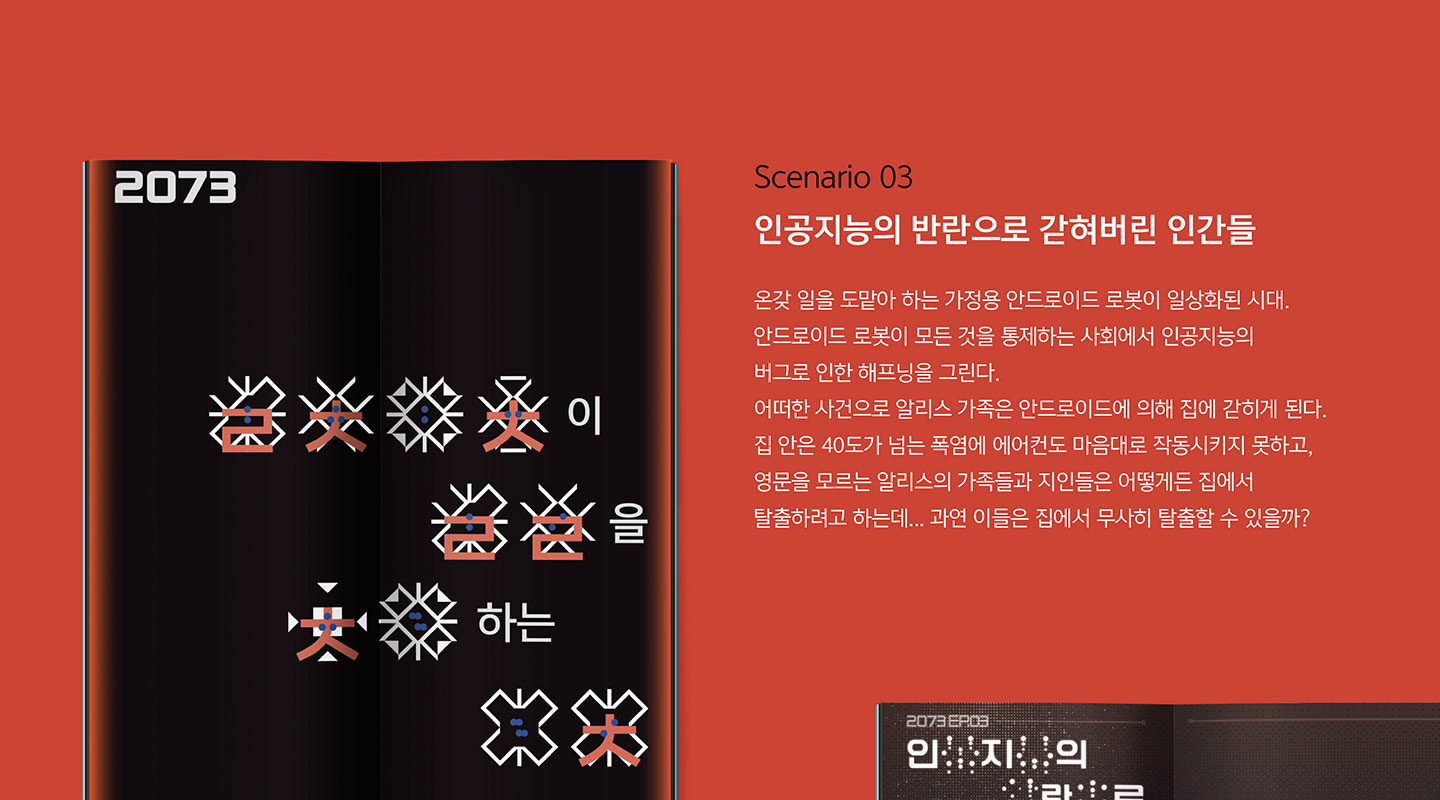 2073
이
을
하는
Scenario 03
인공지능의 반란으로 갇혀버린 인간들
온갖 일을 도맡아 하는 가정용 안드로이드 로봇이 일상화된 시대.
안드로이드 로봇이 모든 것을 통제하는 사회에서 인공지능의
버그로 인한 해프닝을 그린다.
어떠한 사건으로 알리스 가족은 안드로이드에 의해 집에 갇히게 된다.
집 안은 40도가 넘는 폭염에 에어컨도 마음대로 작동시키지 못하고,
영문을 모르는 알리스의 가족들과 지인들은 어떻게든 집에서
탈출하려고 하는데... 과연 이들은 집에서 무사히 탈출할 수 있을까?
2073 EP.03
인 지 의